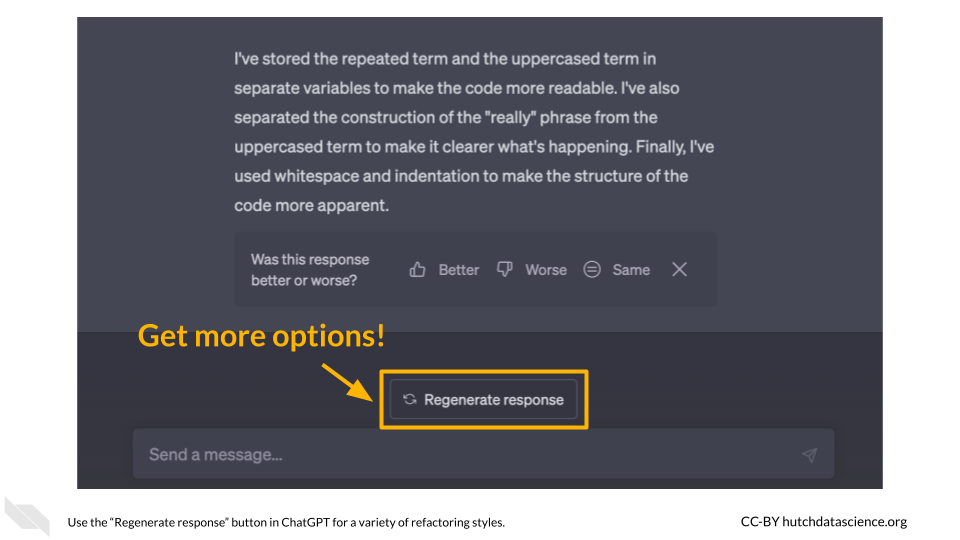 I've stored the repeated term and the uppercased term in
separate variables to make the code more readable. I've also
separated the construction of the "really" phrase from the
uppercased term to make it clearer what's happening. Finally, I've
used whitespace and indentation to make the structure of the
code more apparent.
Was this response
better or worse?
Better
Worse
Same
Get more options!
Regenerate response
Send a message...
Use the “Regenerate response” button in ChatGPT for a variety of refactoring styles.
CC-BY hutchdatascience.org